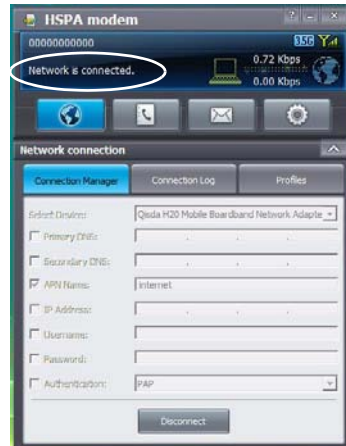 HSPA modem
00000000000
Network is connected.
0.72 Kbps
0.00 Kbps
Network connection
Connection Manager Connection Log Profiles
Select Device: Qisda H20 Mobile Boardband Network Adapte
Primary DNS:
Secondary DNS:
APN Name: internet
IP Address:
Username:
Password:
Authentication: PAP
Disconnect